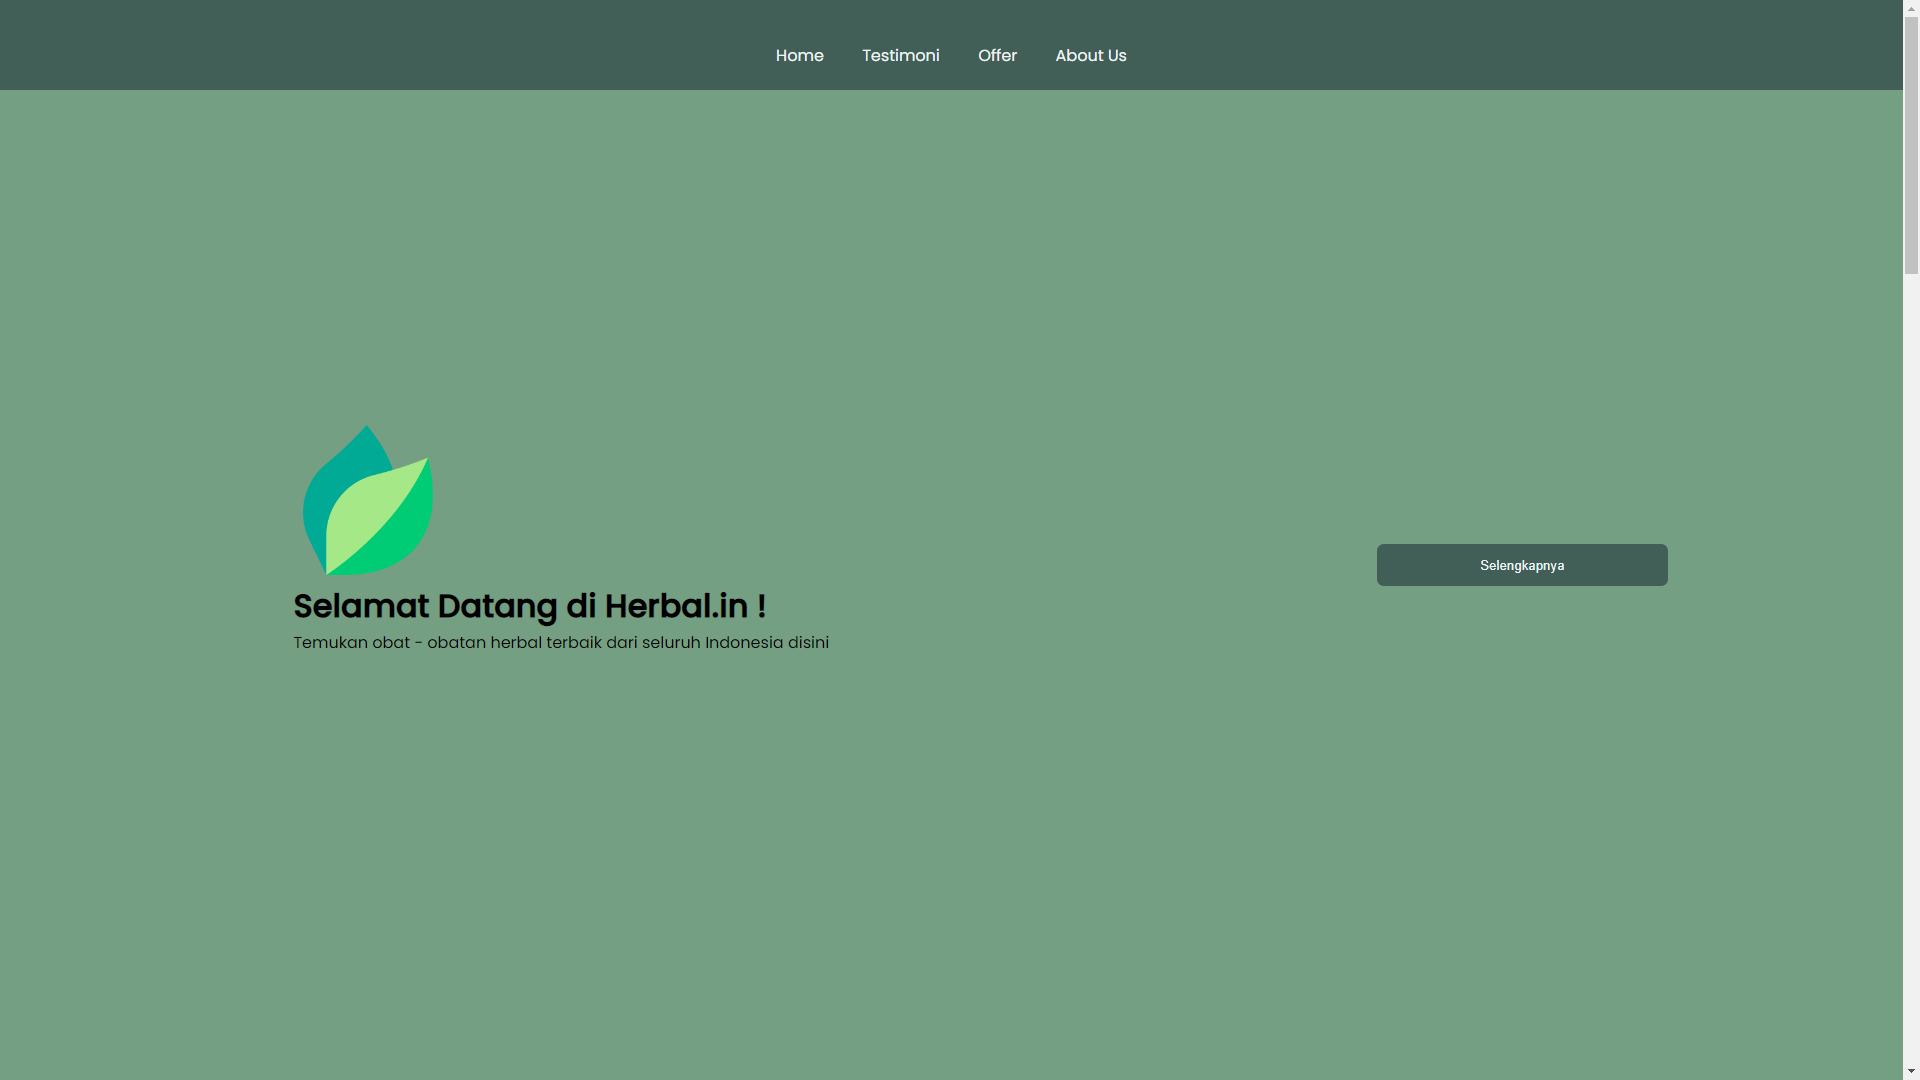 Home Testimoni Offer About Us
Selamat Datang di Herbal.in !
Temukan obat - obatan herbal terbaik dari seluruh Indonesia disini
Selengkapnya